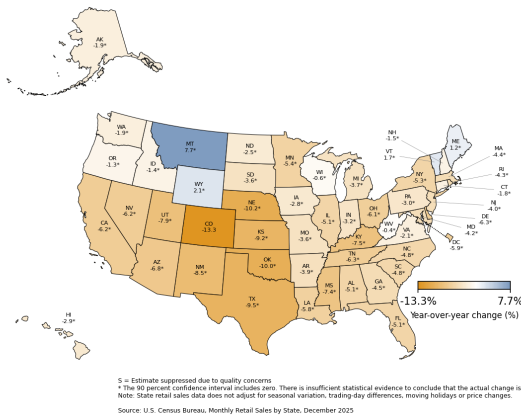 AK
-1.9*
WA
-1.9*
MT
7.7*
ND
-2.5*
MN
-5.4*
NH
-1.5*
VT
1.7*
ME
1.2*
MA
-4.4*
OR
-1.3*
ID
-1.4*
WY
2.1
SD
-3.6*
WI
-0.6*
MI
-3.7*
NY
-5.3*
RI
-4.3*
CT
-1.8*
NV
-6.2*
UT
-7.9*
NE
-10.2*
IA
-2.8*
PA
-3.0*
NJ
-4.0*
CA
-6.2*
CO
-13.3
KS
-9.2*
MO
-3.6*
IL
-5.1*
IN
-3.2*
OH
-6.1*
WV
-0.4*
VA
-2.1*
DE
-6.3*
MD
-4.2*
DC
-5.9*
KY
-7.5*
TN
-6.3*
NC
-4.8*
SC
-4.8*
AZ
-6.8*
NM
-8.5*
OK
-10.0*
AR
-3.9*
MS
-7.4*
AL
-5.1*
GA
-4.5*
TX
-9.5*
LA
-5.8*
FL
-5.1*
HI
-2.9*
-13.3% 7.7%
Year-over-year change (%)
S = Estimate suppressed due to quality concerns
* The 90 percent confidence interval includes zero. There is insufficient statistical evidence to conclude that the actual change is
Note: State retail sales data does not adjust for seasonal variation, trading-day differences, moving holidays or price changes.
Source: U.S. Census Bureau, Monthly Retail Sales by State, December 2025